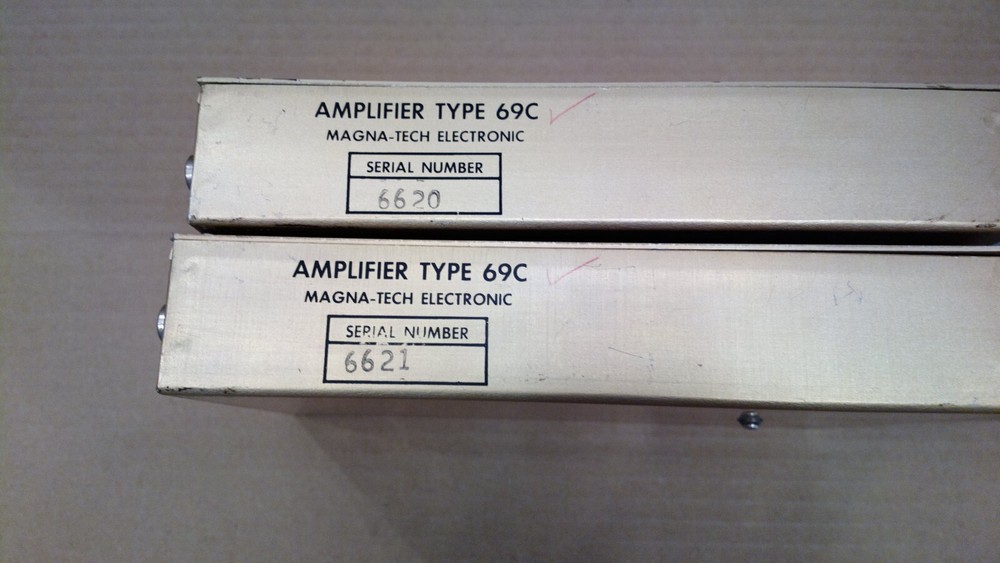 AMPLIFIER TYPE 69C
MAGNA-TECH ELECTRONIC
SERIAL NUMBER
6620
AMPLIFIER TYPE 69C
MAGNA-TECH ELECTRONIC
SERIAL NUMBER
6621